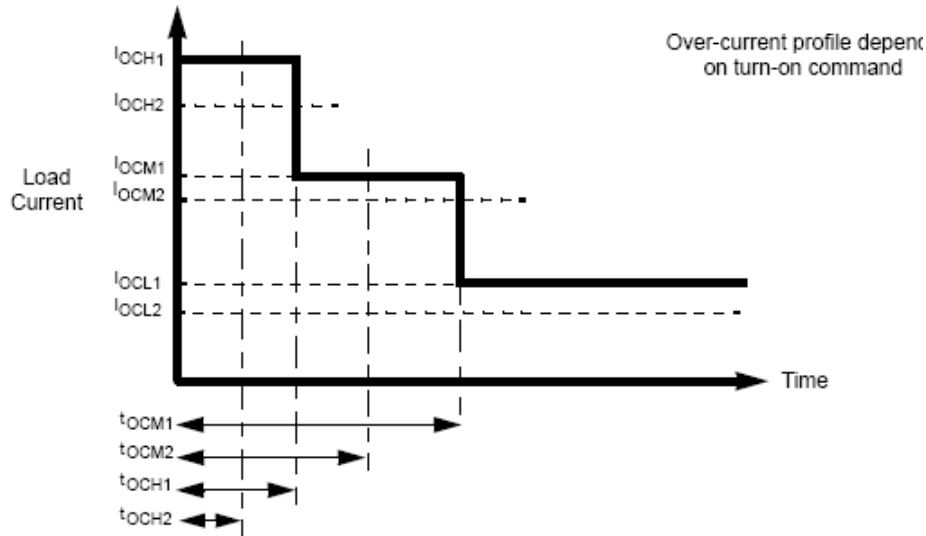 IOCH1
Over-current profile depend
on turn-on command
IOCH2
Load
Current
IOCM1
IOCM2
IOCL1
IOCL2
Time
tOCM1
tOCM2
tOCH1
tOCH2